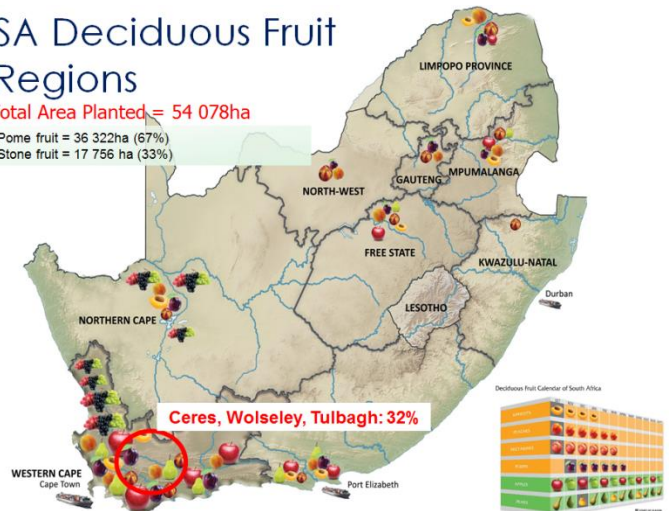 SA Deciduous Fruit
Regions
Total Area Planted = 54 078ha
Pome fruit = 36 322ha (67%)
Stone fruit = 17 756 ha (33%)
LIMPOPO PROVINCE
NORTH-WEST
GAUTENG
MPUMALANGA
FREE STATE
KWAZULU-NATAL
LESOTHO
Durban
NORTHERN CAPE
Ceres, Wolseley, Tulbagh: 32%
WESTERN CAPE
Cape Town
Port Elizabeth
Deciduous Fruit Calendar of South Africa